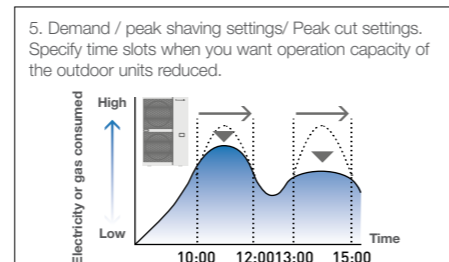 5. Demand / peak shaving settings/ Peak cut settings.
Specify time slots when you want operation capacity of
the outdoor units reduced.
Electricity or gas consumed
High
Low
Time
10:00 12:00 13:00 15:00